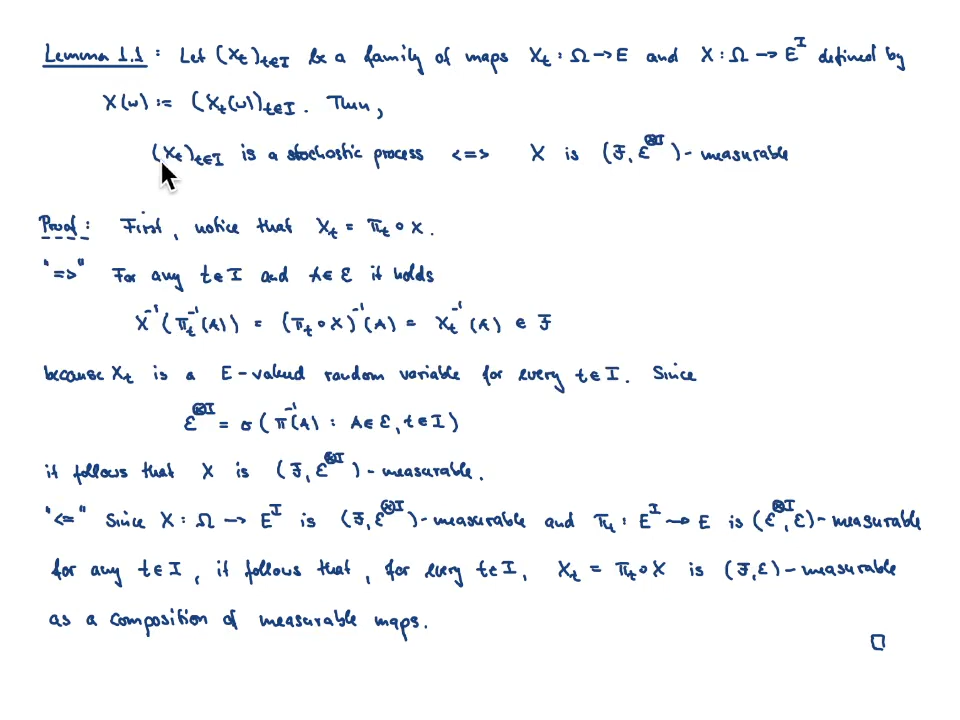 Lemma 1.1 : Let (X_t)_{t∈I} be a family of maps X_t : Ω → E and X : Ω → E^I defined by
X(ω) := (X_t(ω))_{t∈I}. Then,
(X_t)_{t∈I} is a stochastic process <=> X is (F, ℰ^{⊗I})-measurable
Proof : First, notice that X_t = π_t ∘ X.
"=>" For any t∈I and A∈ℰ it holds
X^{-1}(π_t^{-1}(A)) = (π_t ∘ X)^{-1}(A) = X_t^{-1}(A) ∈ F
because X_t is a E-valued random variable for every t∈I. Since
ℰ^{⊗I} = σ(π^{-1}(A) : A∈ℰ, t∈I)
it follows that X is (F, ℰ^{⊗I})-measurable.
"<=" Since X : Ω → E^I is (F, ℰ^{⊗I})-measurable and π_t : E^I → E is (ℰ^{⊗I}, ℰ)-measurable
for any t∈I, it follows that, for every t∈I, X_t = π_t ∘ X is (F, ℰ)-measurable
as a composition of measurable maps.
□